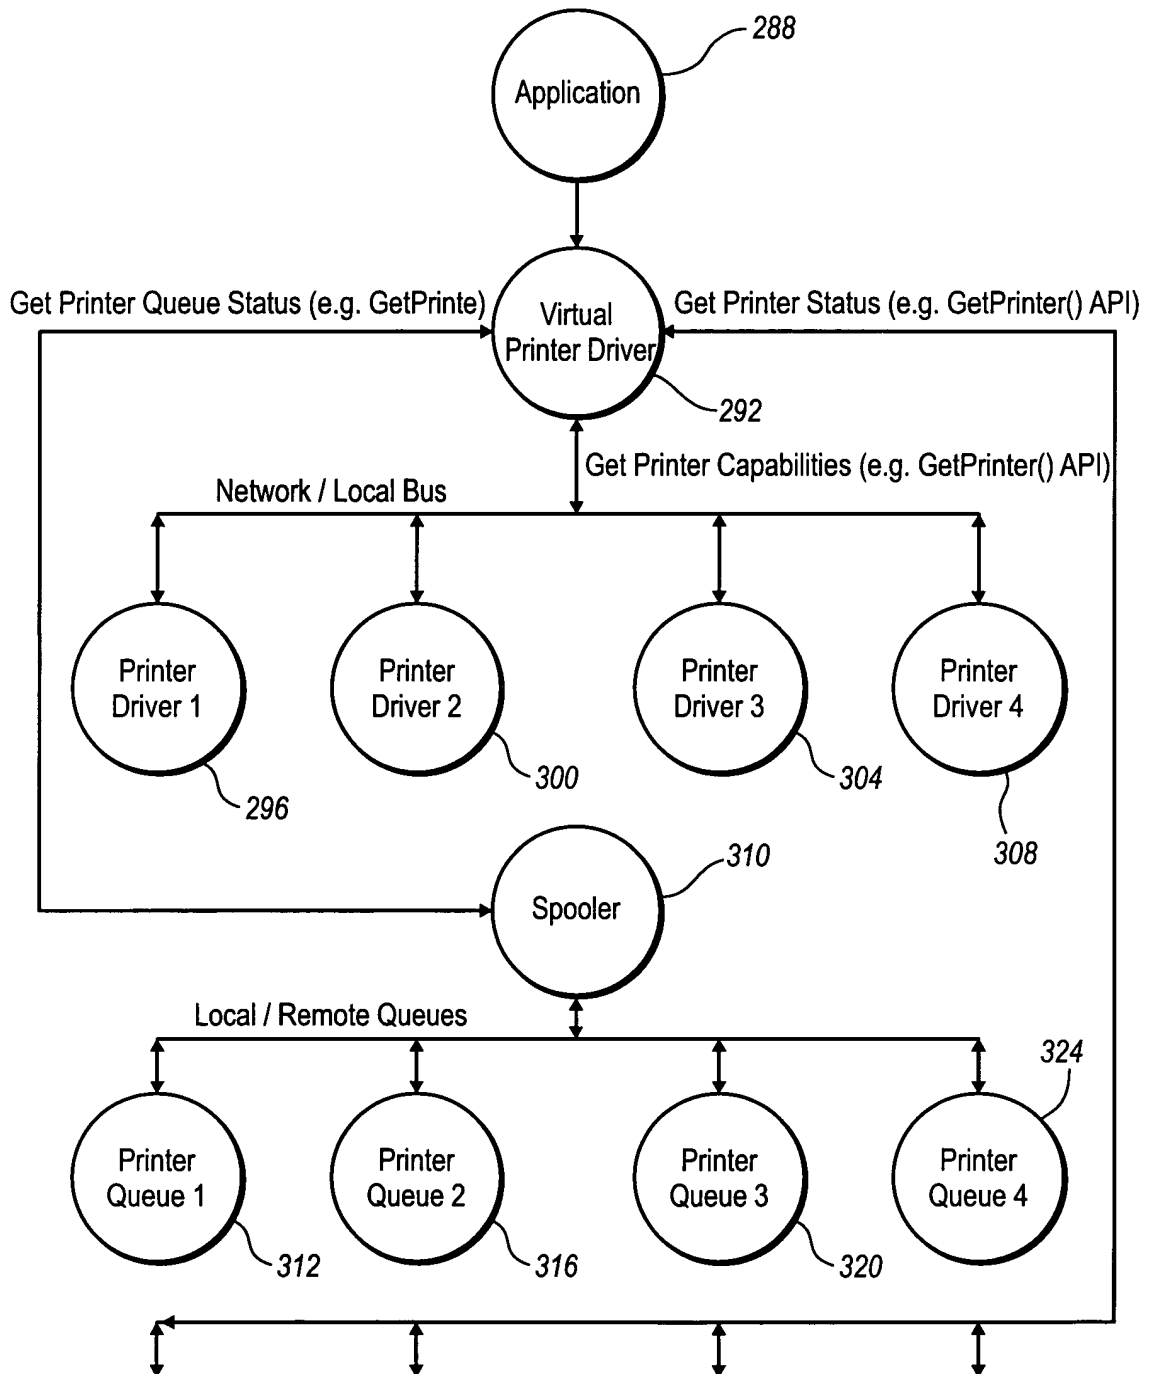 288
Application
Get Printer Queue Status (e.g. GetPrinte)
Virtual
Printer Driver
Get Printer Status (e.g. GetPrinter() API)
292
Get Printer Capabilities (e.g. GetPrinter() API)
Network / Local Bus
Printer
Driver 1
Printer
Driver 2
Printer
Driver 3
Printer
Driver 4
296
300
304
308
310
Spooler
Local / Remote Queues
324
Printer
Queue 1
Printer
Queue 2
Printer
Queue 3
Printer
Queue 4
312
316
320